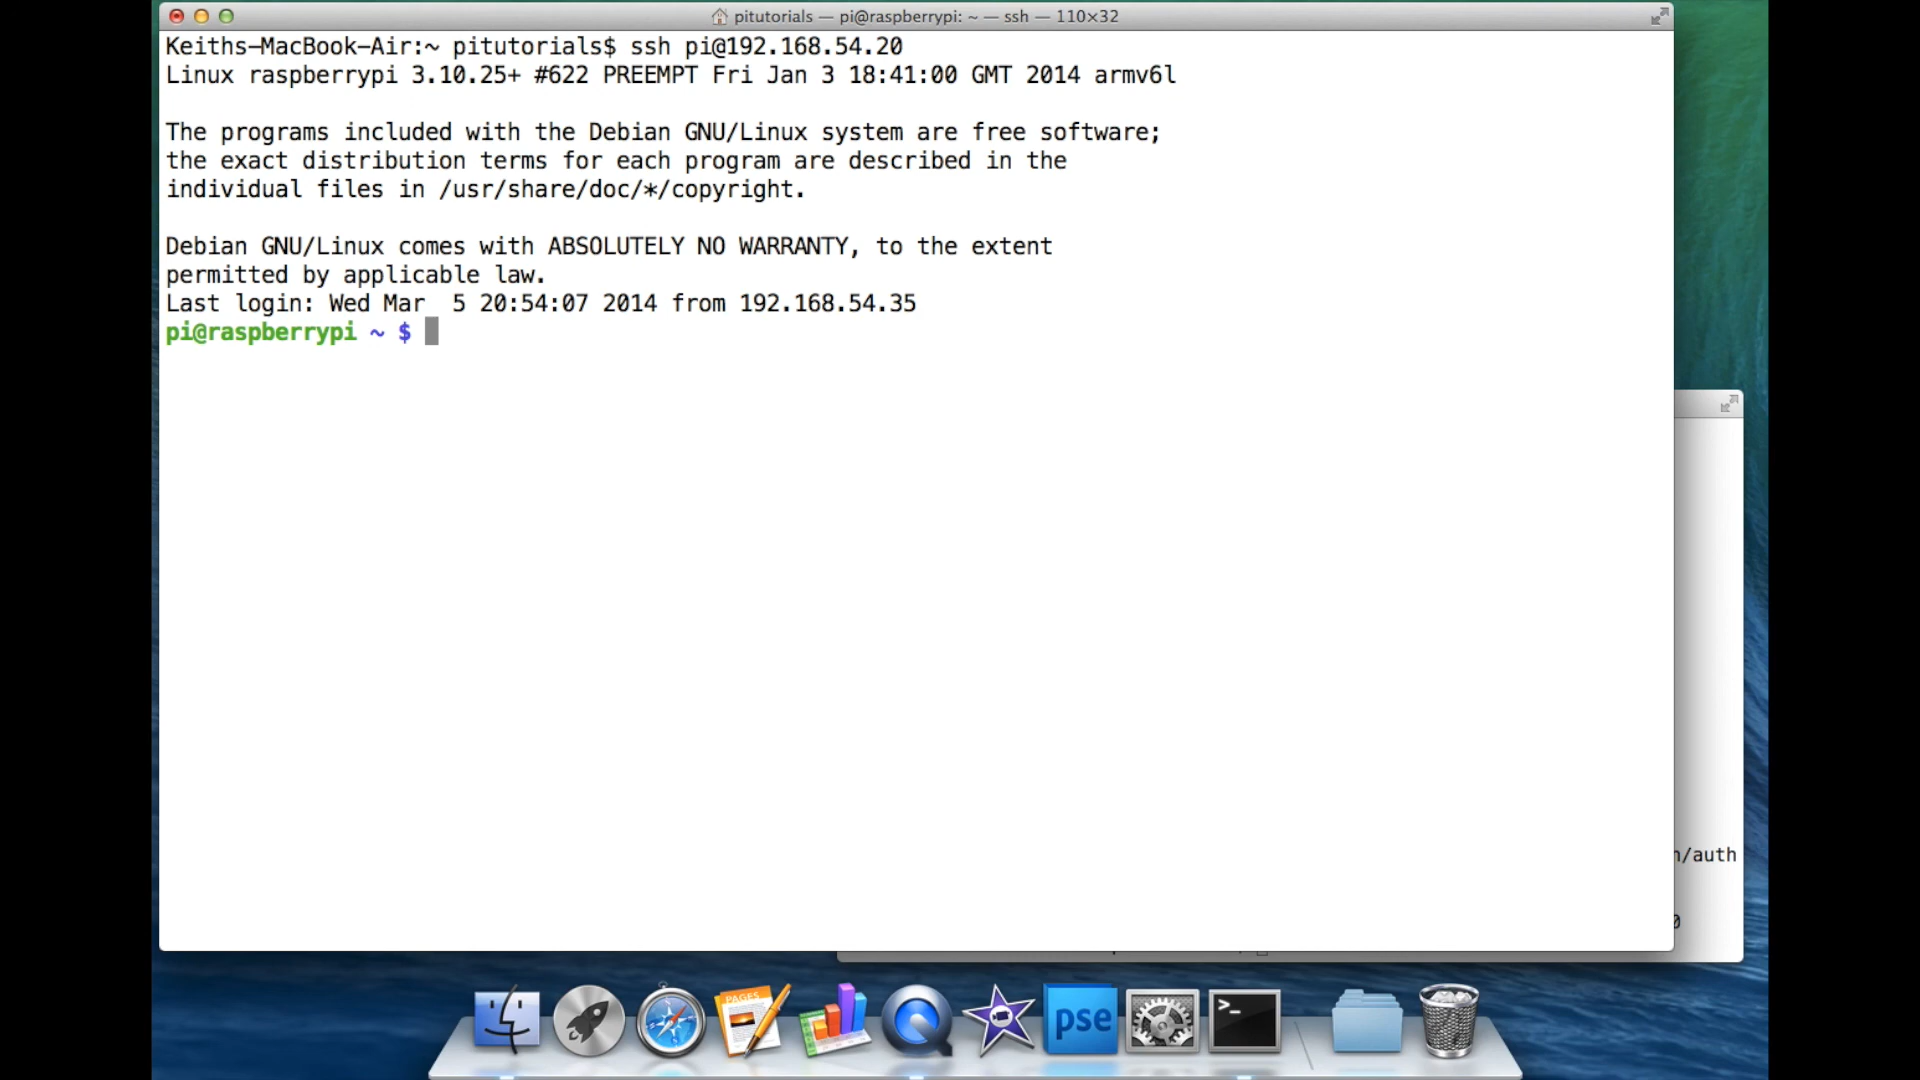 pitutorials — pi@raspberrypi: ~ — ssh — 110×32
Keiths-MacBook-Air:~ pitutorials$ ssh pi@192.168.54.20
Linux raspberrypi 3.10.25+ #622 PREEMPT Fri Jan 3 18:41:00 GMT 2014 armv6l
The programs included with the Debian GNU/Linux system are free software;
the exact distribution terms for each program are described in the
individual files in /usr/share/doc/*/copyright.
Debian GNU/Linux comes with ABSOLUTELY NO WARRANTY, to the extent
permitted by applicable law.
Last login: Wed Mar  5 20:54:07 2014 from 192.168.54.35
pi@raspberrypi ~ $
/auth
PAGES
pse
>_